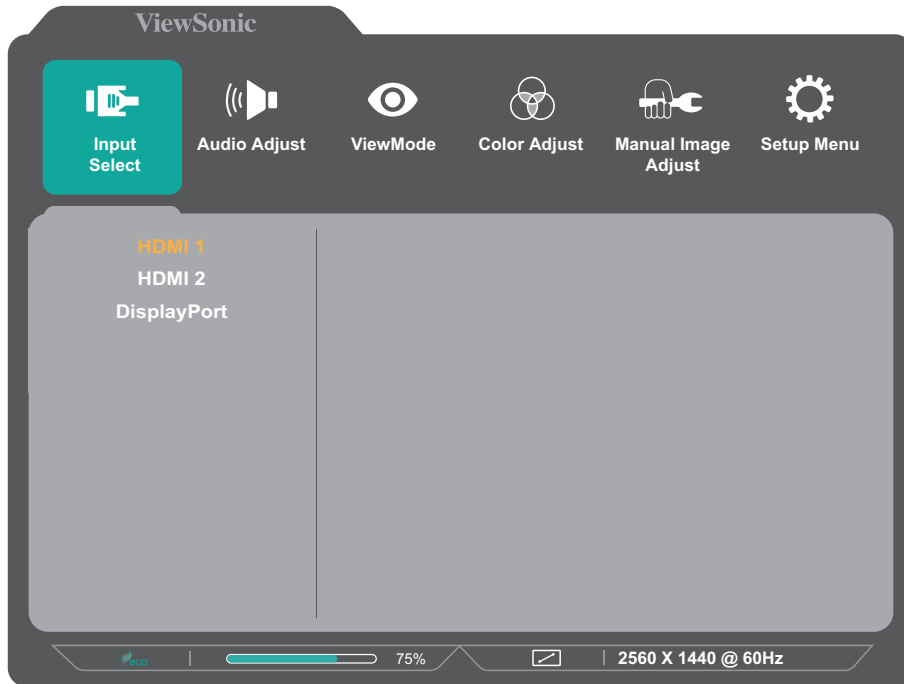 ViewSonic
Input
Select
Audio Adjust
ViewMode
Color Adjust
Manual Image
Adjust
Setup Menu
HDMI 1
HDMI 2
DisplayPort
eco
75%
2560 X 1440 @ 60Hz